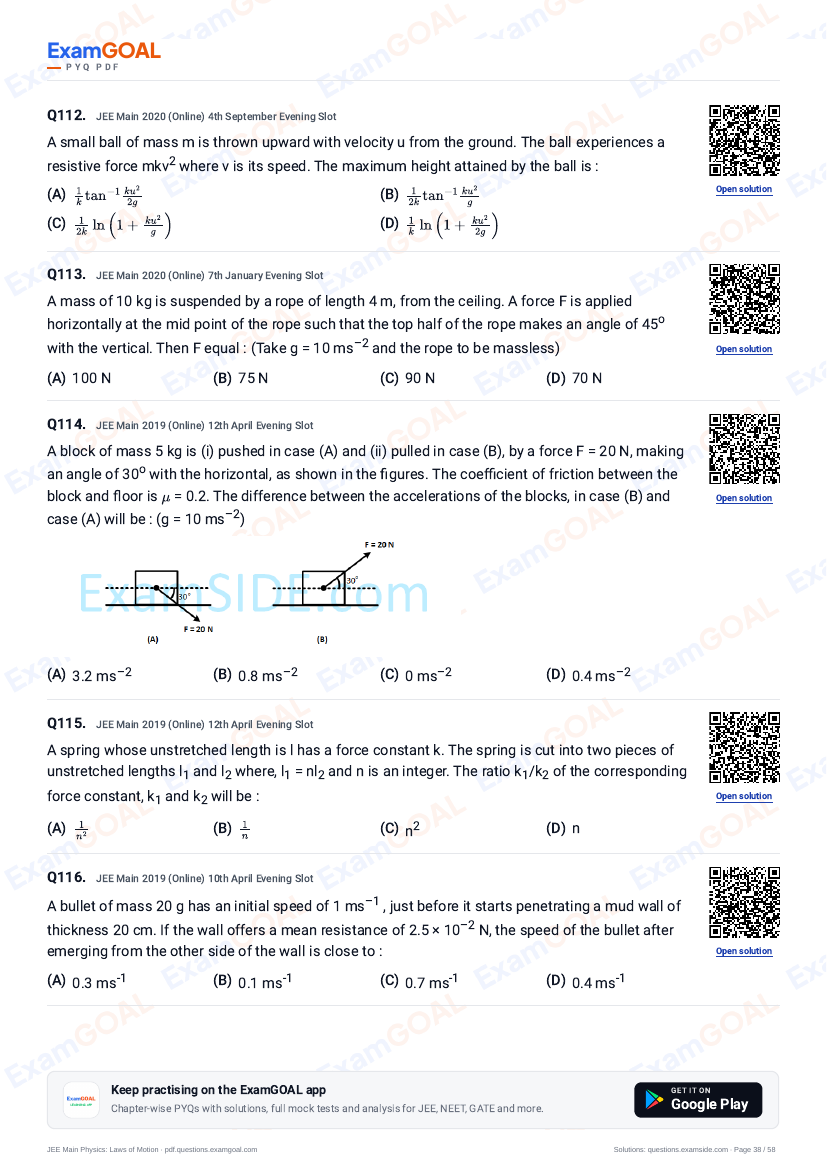 ExamGOAL
PYQ PDF
Q112. JEE Main 2020 (Online) 4th September Evening Slot
A small ball of mass m is thrown upward with velocity u from the ground. The ball experiences a
resistive force mkv² where v is its speed. The maximum height attained by the ball is :
(A) \frac{1}{k} tan⁻¹ \frac{ku²}{2g} (B) \frac{1}{2k} tan⁻¹ \frac{ku²}{g}
(C) \frac{1}{2k} ln (1 + \frac{ku²}{g}) (D) \frac{1}{k} ln (1 + \frac{ku²}{2g})
Open solution
Q113. JEE Main 2020 (Online) 7th January Evening Slot
A mass of 10 kg is suspended by a rope of length 4 m, from the ceiling. A force F is applied
horizontally at the mid point of the rope such that the top half of the rope makes an angle of 45°
with the vertical. Then F equal : (Take g = 10 ms⁻² and the rope to be massless)
(A) 100 N (B) 75 N (C) 90 N (D) 70 N
Open solution
Q114. JEE Main 2019 (Online) 12th April Evening Slot
A block of mass 5 kg is (i) pushed in case (A) and (ii) pulled in case (B), by a force F = 20 N, making
an angle of 30° with the horizontal, as shown in the figures. The coefficient of friction between the
block and floor is μ = 0.2. The difference between the accelerations of the blocks, in case (B) and
case (A) will be : (g = 10 ms⁻²)
Open solution
F = 20 N
30°
30°
F = 20 N
(A) (B)
ExamSIDE.com
(A) 3.2 ms⁻² (B) 0.8 ms⁻² (C) 0 ms⁻² (D) 0.4 ms⁻²
Q115. JEE Main 2019 (Online) 12th April Evening Slot
A spring whose unstretched length is l has a force constant k. The spring is cut into two pieces of
unstretched lengths l₁ and l₂ where, l₁ = nl₂ and n is an integer. The ratio k₁/k₂ of the corresponding
force constant, k₁ and k₂ will be :
(A) \frac{1}{n²} (B) \frac{1}{n} (C) n² (D) n
Open solution
Q116. JEE Main 2019 (Online) 10th April Evening Slot
A bullet of mass 20 g has an initial speed of 1 ms⁻¹ , just before it starts penetrating a mud wall of
thickness 20 cm. If the wall offers a mean resistance of 2.5 × 10⁻² N, the speed of the bullet after
emerging from the other side of the wall is close to :
(A) 0.3 ms⁻¹ (B) 0.1 ms⁻¹ (C) 0.7 ms⁻¹ (D) 0.4 ms⁻¹
Open solution
ExamGOAL
Keep practising on the ExamGOAL app
Chapter-wise PYQs with solutions, full mock tests and analysis for JEE, NEET, GATE and more.
GET IT ON
Google Play
JEE Main Physics: Laws of Motion · pdf.questions.examgoal.com
Solutions: questions.examside.com · Page 38 / 58